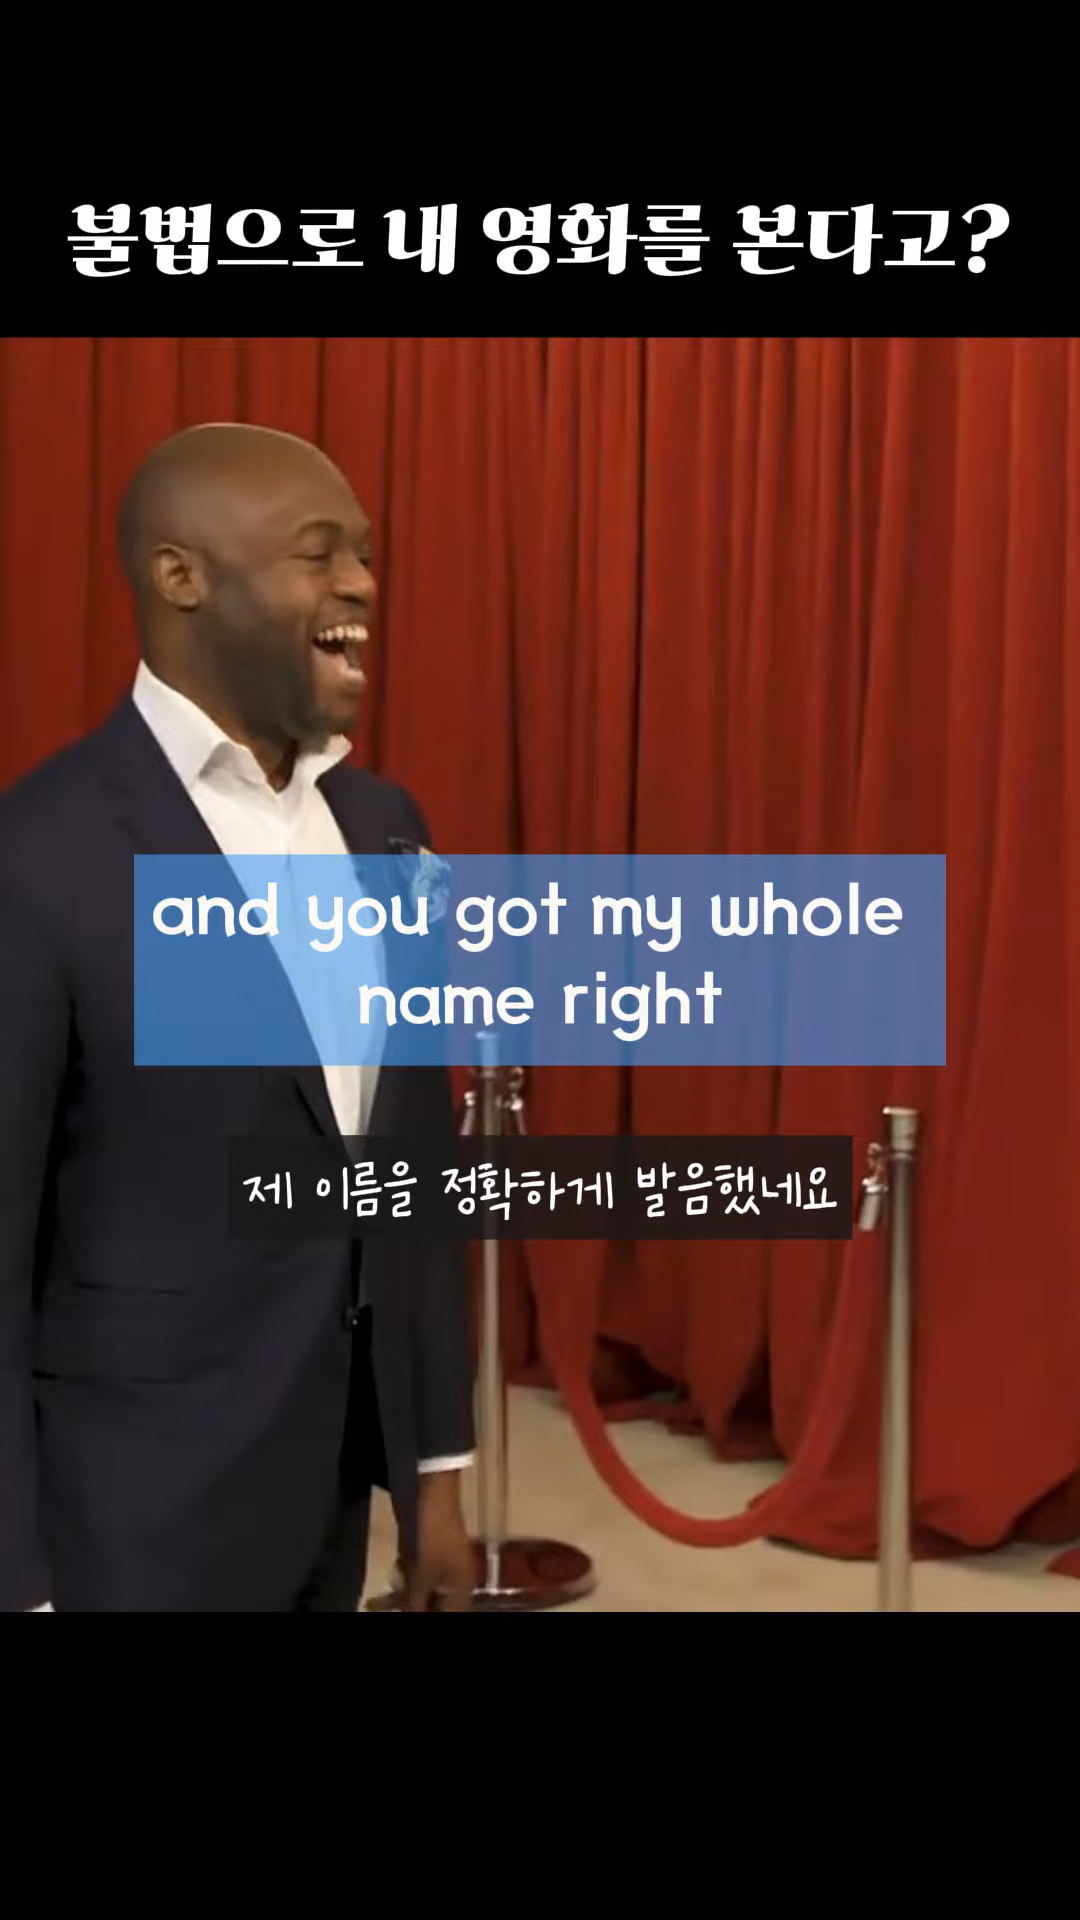 불법으로 내 영화를 본다고?
and you got my whole
name right
제 이름을 정확하게 발음했네요